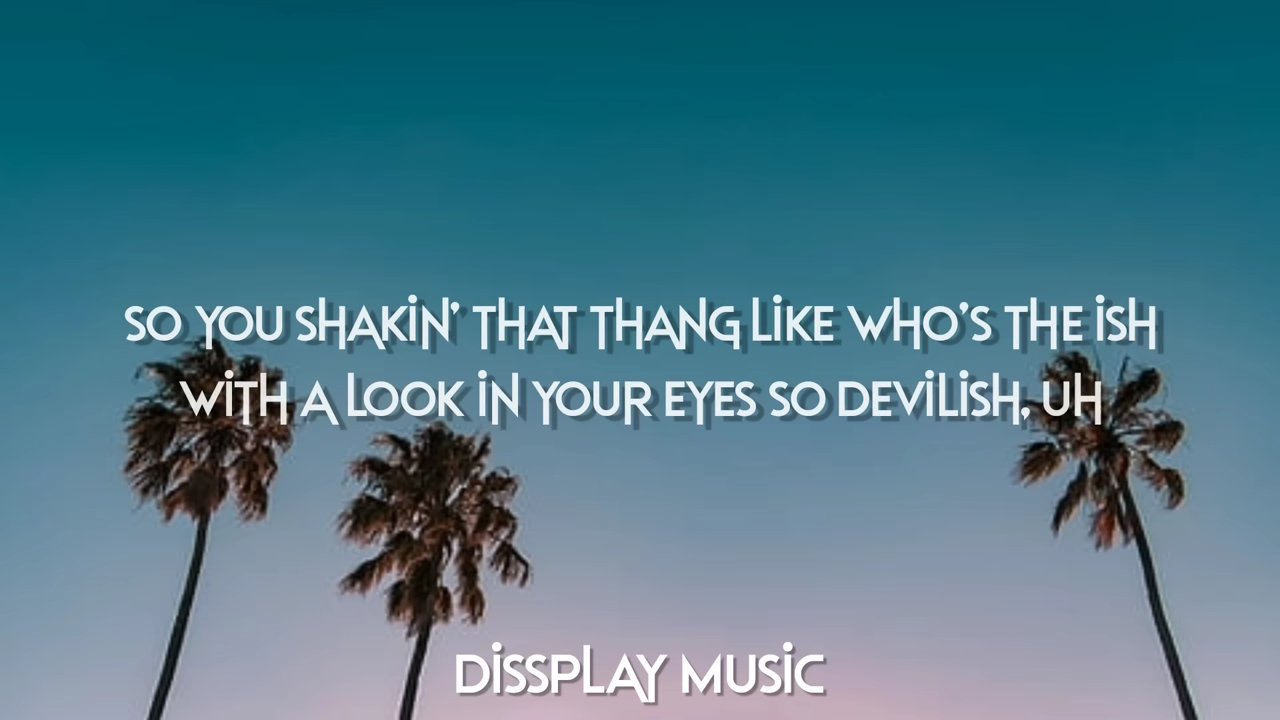 SO YOU SHAKIN' THAT THANG LIKE WHO'S THE ISH
WITH A LOOK IN YOUR EYES SO DEVILISH, UH
DISSPLAY MUSIC